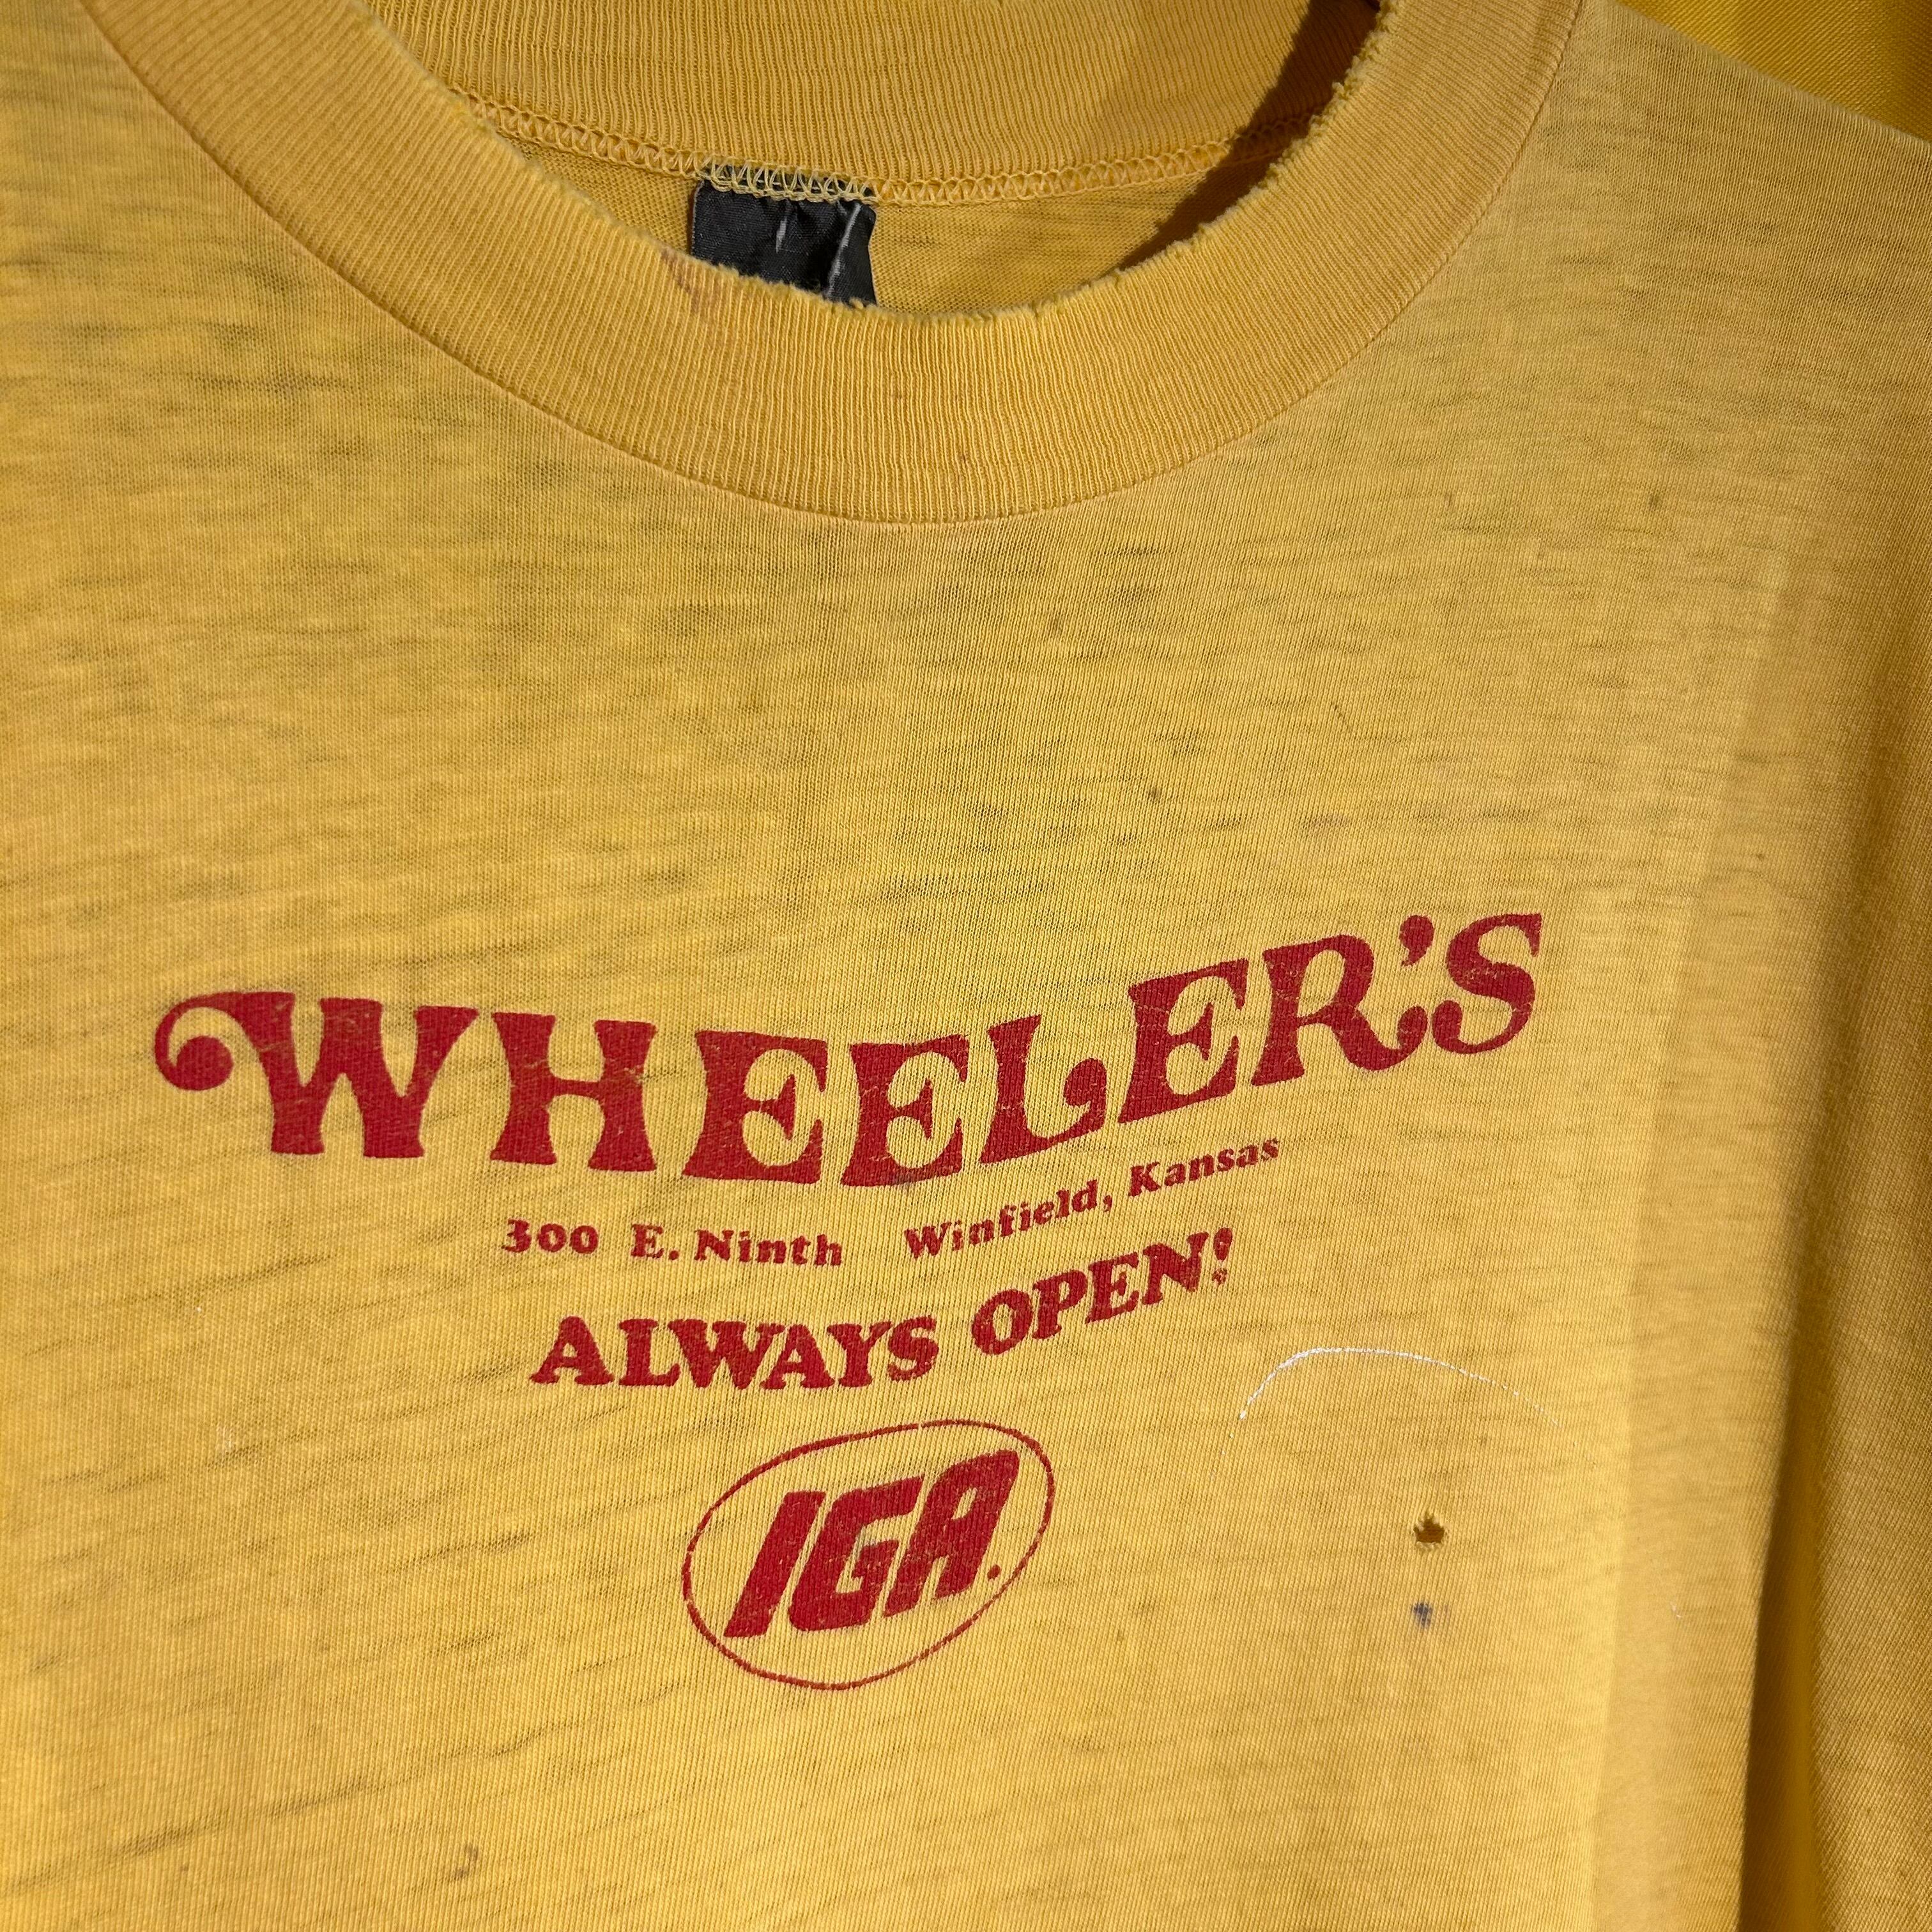 WHEELER'S
300 E. Ninth Winfield, Kansas
ALWAYS OPEN!
IGA.